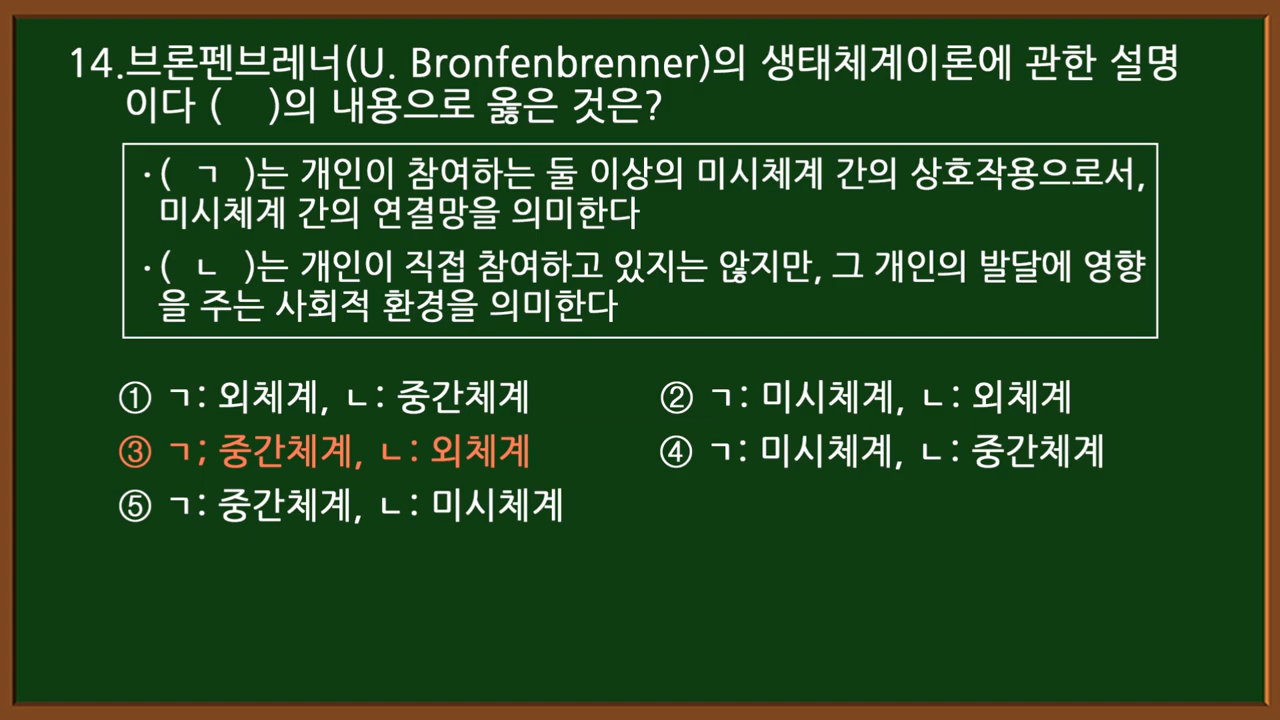 14.브론펜브레너(U. Bronfenbrenner)의 생태체계이론에 관한 설명
이다 ( )의 내용으로 옳은 것은?
·( ㄱ )는 개인이 참여하는 둘 이상의 미시체계 간의 상호작용으로서,
미시체계 간의 연결망을 의미한다
·( ㄴ )는 개인이 직접 참여하고 있지는 않지만, 그 개인의 발달에 영향
을 주는 사회적 환경을 의미한다
① ㄱ: 외체계, ㄴ: 중간체계 ② ㄱ: 미시체계, ㄴ: 외체계
③ ㄱ; 중간체계, ㄴ: 외체계 ④ ㄱ: 미시체계, ㄴ: 중간체계
⑤ ㄱ: 중간체계, ㄴ: 미시체계